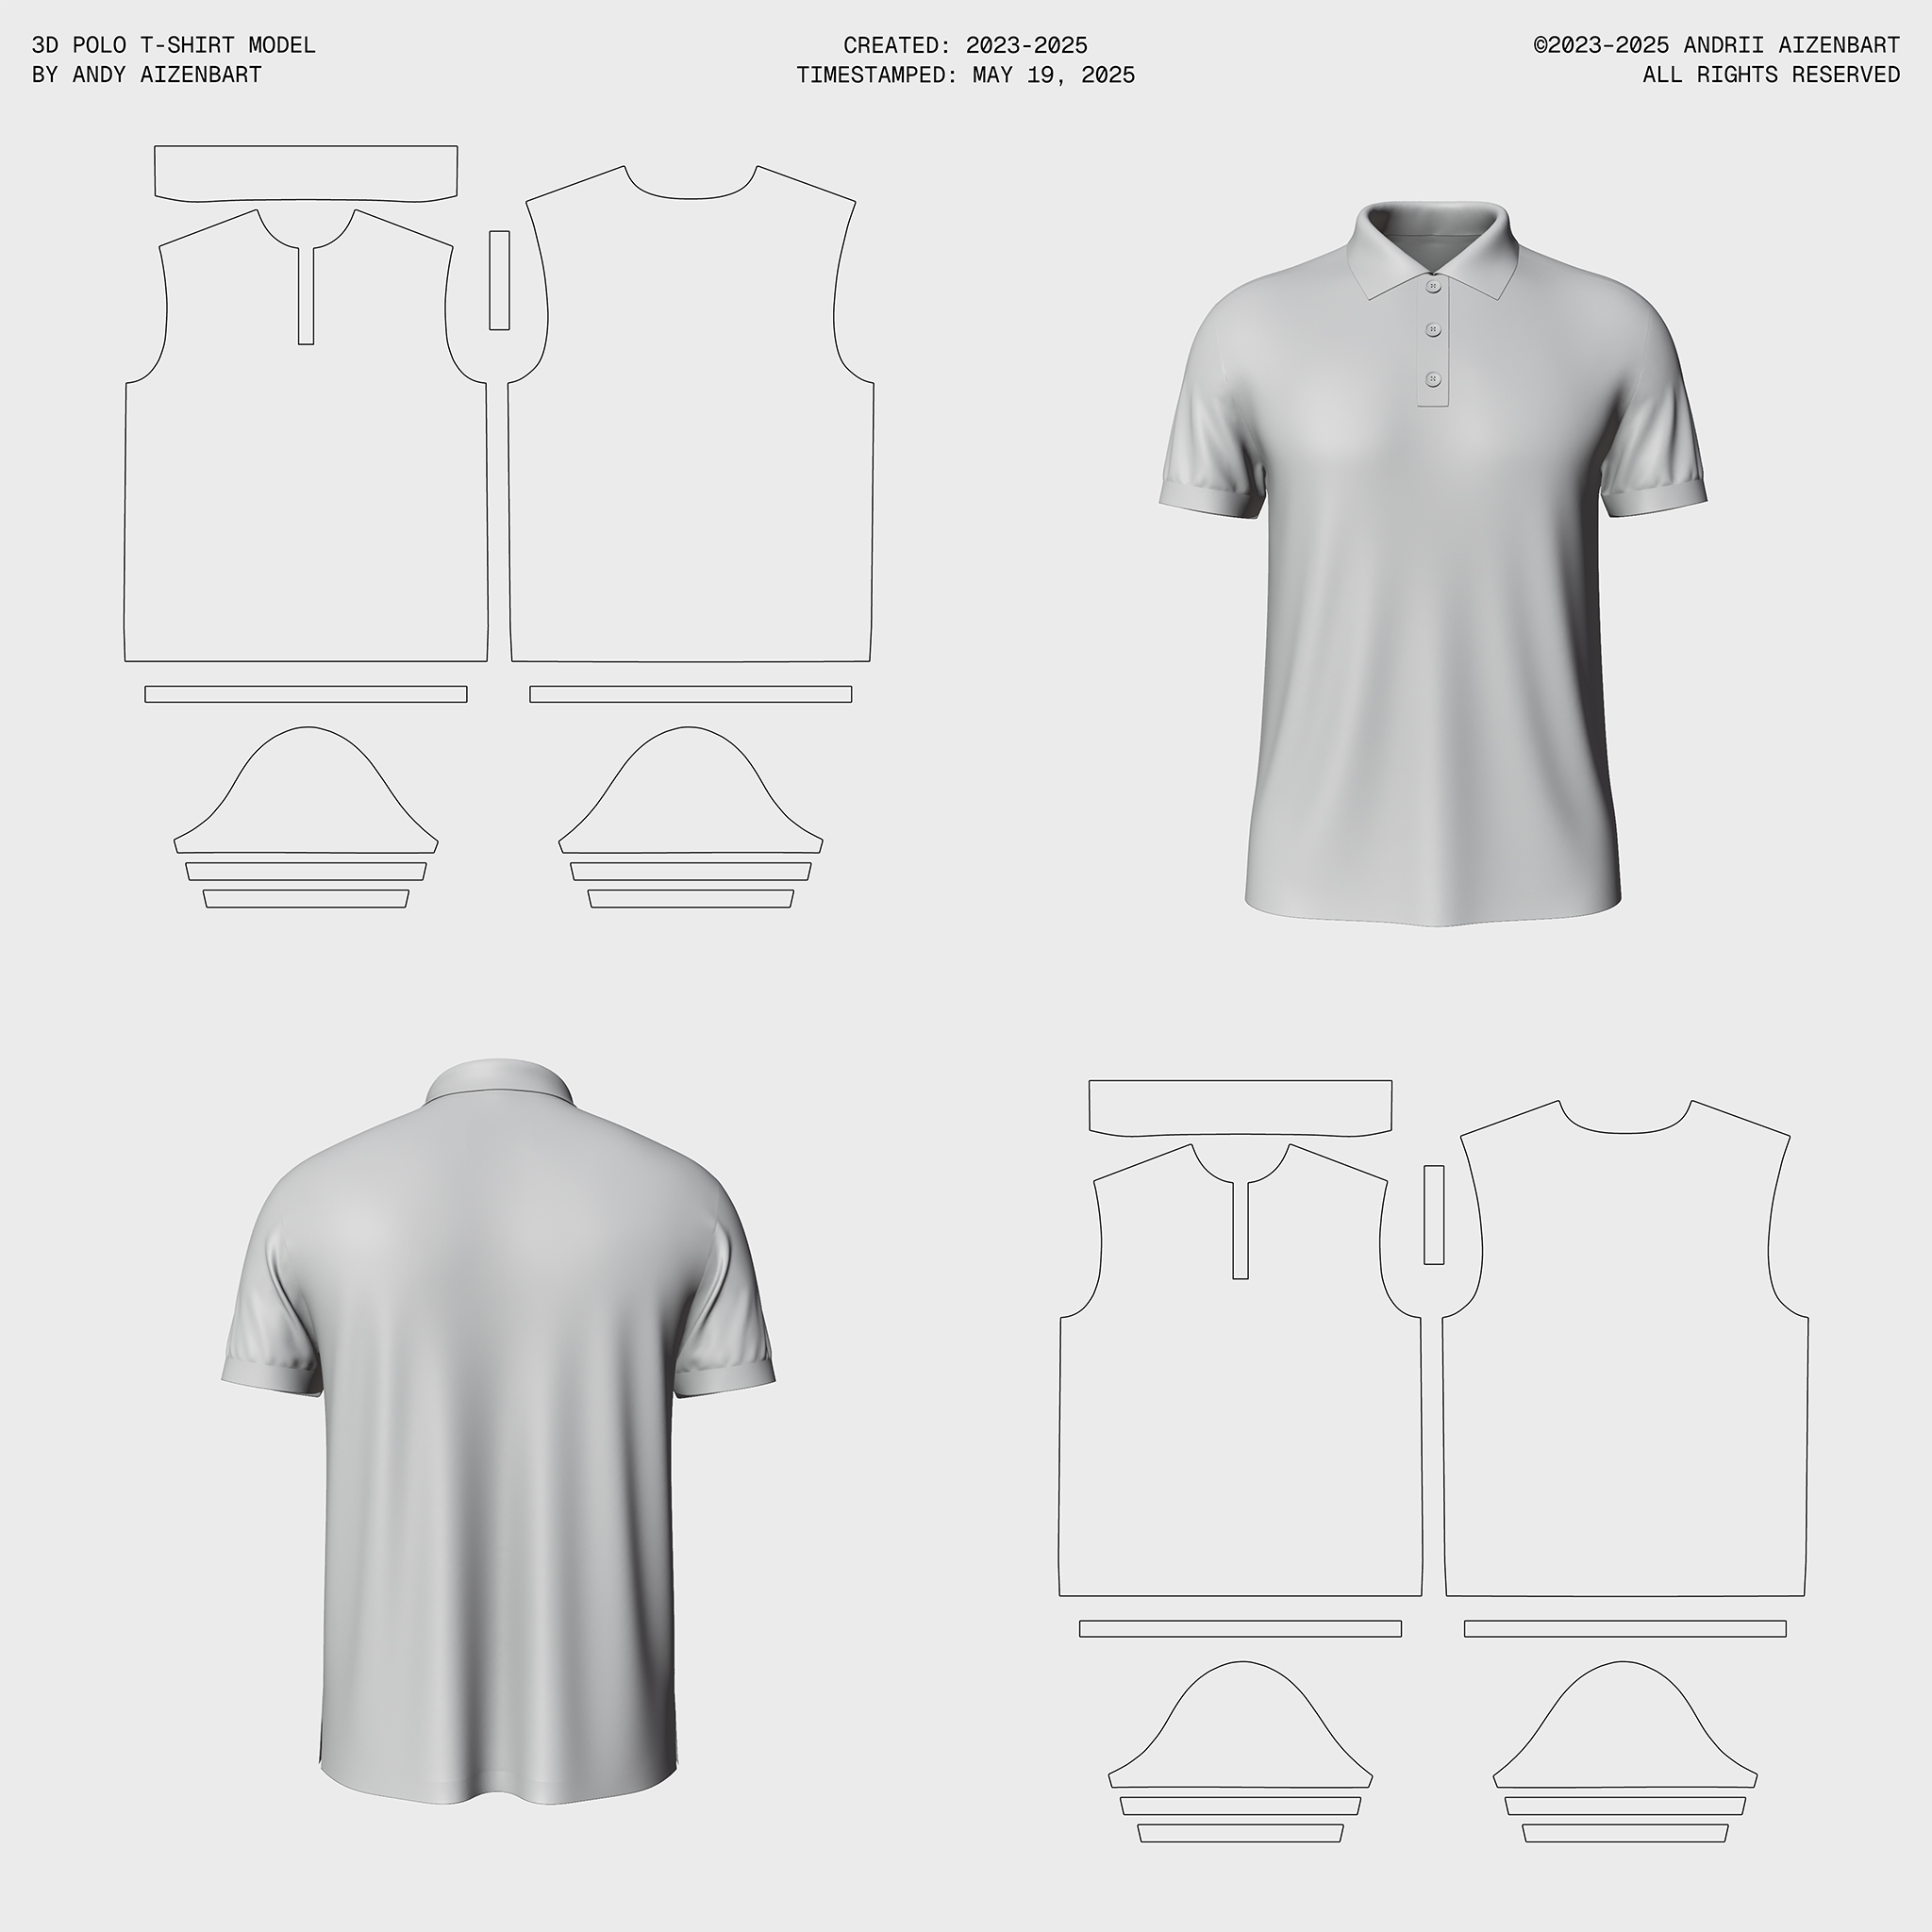 3D POLO T-SHIRT MODEL
BY ANDY AIZENBART
CREATED: 2023-2025
TIMESTAMPED: MAY 19, 2025
©2023-2025 ANDRII AIZENBART
ALL RIGHTS RESERVED